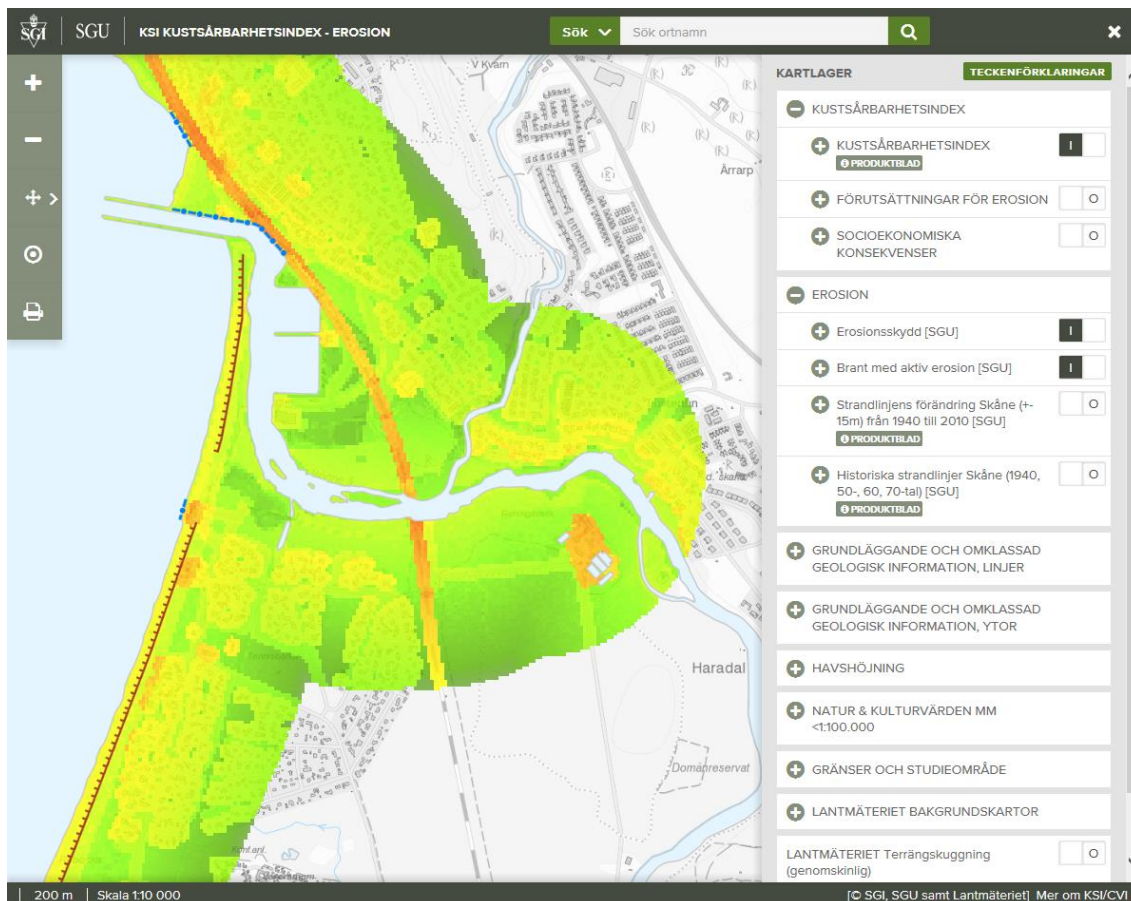 SGI
SGU
KSI KUSTSÅRBARHETSINDEX - EROSION
Sök
Sök ortnamn
KARTLAGER
TECKENFÖRKLARINGAR
KUSTSÅRBARHETSINDEX
KUSTSÅRBARHETSINDEX
I
PRODUKTBLAD
FÖRUTSÄTTNINGAR FÖR EROSION
O
SOCIOEKONOMISKA
KONSEKVENSER
O
EROSION
Erosionsskydd [SGU]
I
Brant med aktiv erosion [SGU]
I
Strandlinjens förändring Skåne (+-
15m) från 1940 till 2010 [SGU]
O
PRODUKTBLAD
Historiska strandlinjer Skåne (1940,
50-, 60, 70-tal) [SGU]
O
PRODUKTBLAD
GRUNDLÄGGANDE OCH OMKLASSAD
GEOLOGISK INFORMATION, LINJER
GRUNDLÄGGANDE OCH OMKLASSAD
GEOLOGISK INFORMATION, YTOR
HAVSHÖJNING
NATUR & KULTURVÄRDEN MM
<1:100.000
GRÄNSER OCH STUDIEOMRÅDE
LANTMÄTERIET BAKGRUNDSKARTOR
LANTMÄTERIET Terrängskuggning
(genomskinlig)
O
V Kvarn
(R)
(R)
(R)
(R)
(R)
(R)
(R)
Ärrarp
Haradal
Domänreservat
200 m
Skala 1:10 000
[© SGI, SGU samt Lantmäteriet] Mer om KSI/CVI